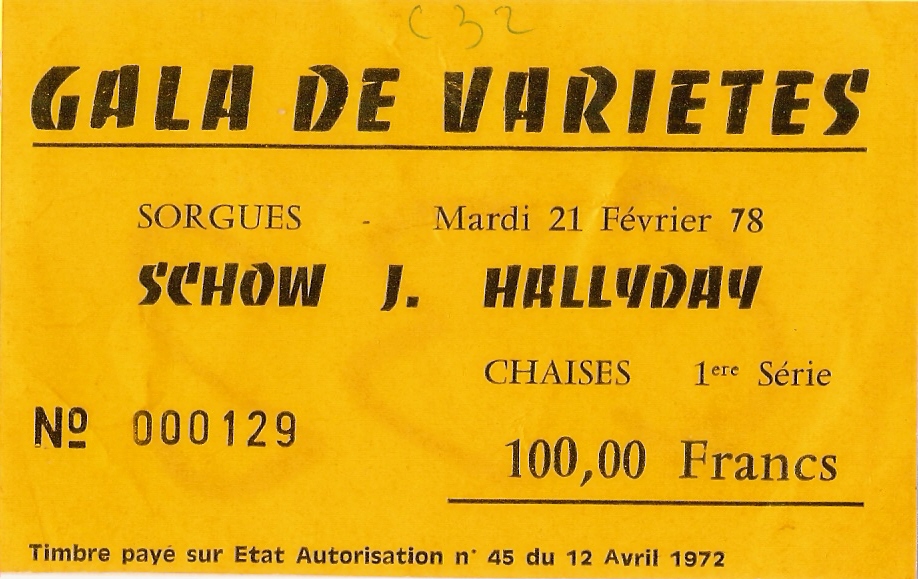 C 32
GALA DE VARIETES
SORGUES - Mardi 21 Février 78
SCHOW J. HALLYDAY
CHAISES 1ere Série
Nº 000129
100,00 Francs
Timbre payé sur Etat Autorisation n° 45 du 12 Avril 1972